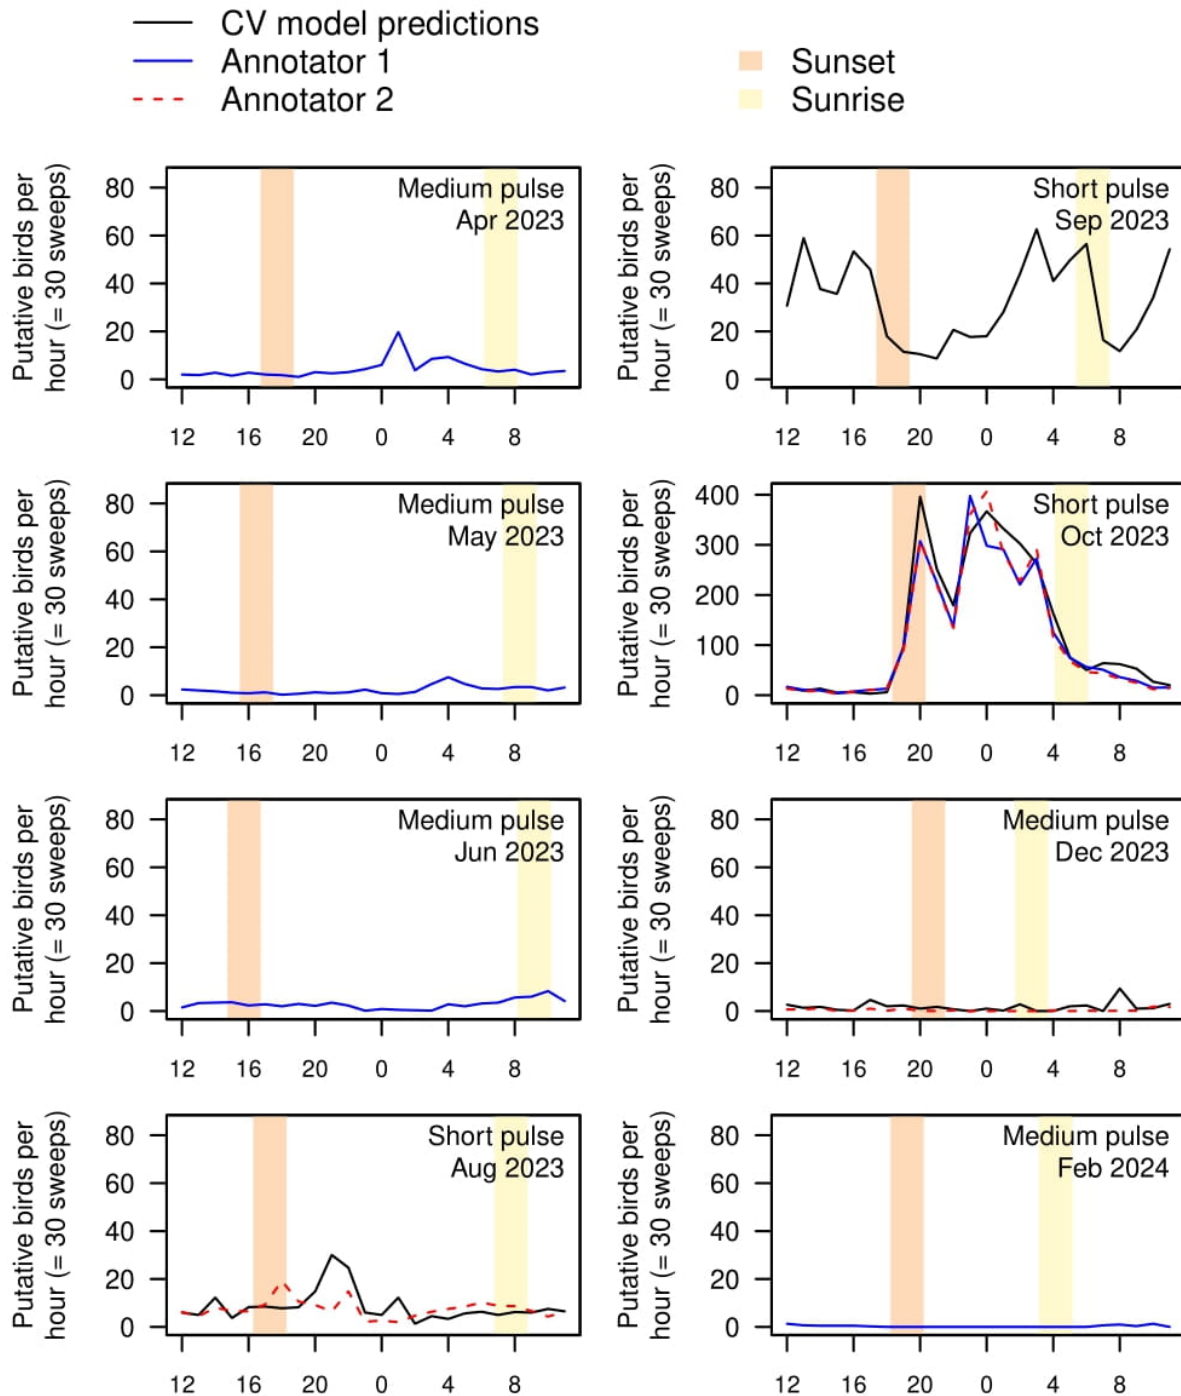 CV model predictions
Annotator 1
Annotator 2
Sunset
Sunrise
Putative birds per
hour (= 30 sweeps)
80
60
40
20
0
Medium pulse
Apr 2023
12 16 20 0 4 8
Putative birds per
hour (= 30 sweeps)
80
60
40
20
0
Short pulse
Sep 2023
12 16 20 0 4 8
Putative birds per
hour (= 30 sweeps)
80
60
40
20
0
Medium pulse
May 2023
12 16 20 0 4 8
Putative birds per
hour (= 30 sweeps)
400
300
200
100
0
Short pulse
Oct 2023
12 16 20 0 4 8
Putative birds per
hour (= 30 sweeps)
80
60
40
20
0
Medium pulse
Jun 2023
12 16 20 0 4 8
Putative birds per
hour (= 30 sweeps)
80
60
40
20
0
Medium pulse
Dec 2023
12 16 20 0 4 8
Putative birds per
hour (= 30 sweeps)
80
60
40
20
0
Short pulse
Aug 2023
12 16 20 0 4 8
Putative birds per
hour (= 30 sweeps)
80
60
40
20
0
Medium pulse
Feb 2024
12 16 20 0 4 8